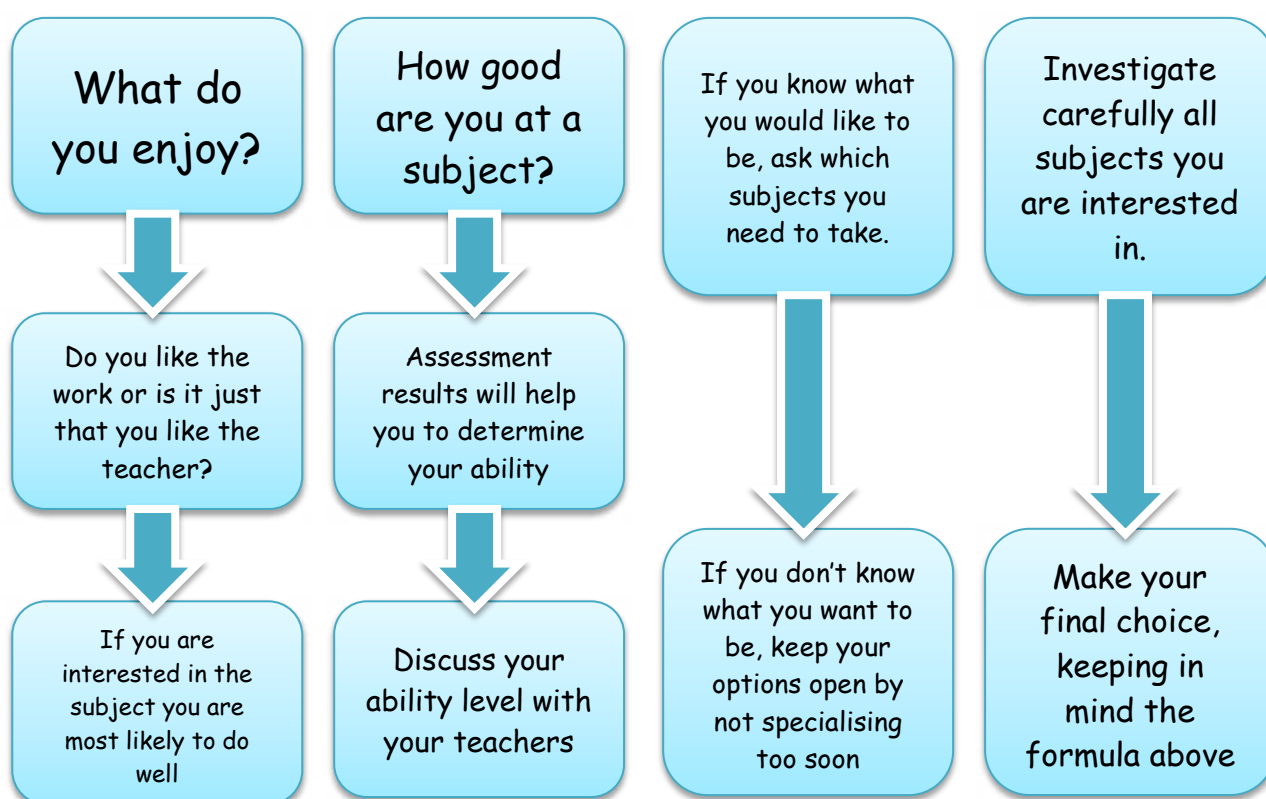 What do
you enjoy?
Do you like the
work or is it just
that you like the
teacher?
If you are
interested in the
subject you are
most likely to do
well
How good
are you at a
subject?
Assessment
results will help
you to determine
your ability
Discuss your
ability level with
your teachers
If you know what
you would like to
be, ask which
subjects you
need to take.
If you don't know
what you want to
be, keep your
options open by
not specialising
too soon
Investigate
carefully all
subjects you
are interested
in.
Make your
final choice,
keeping in
mind the
formula above